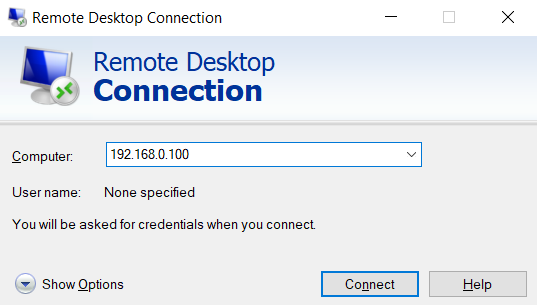 Remote Desktop Connection
Remote Desktop
Connection
Computer: 192.168.0.100
User name: None specified
You will be asked for credentials when you connect.
Show Options Connect Help